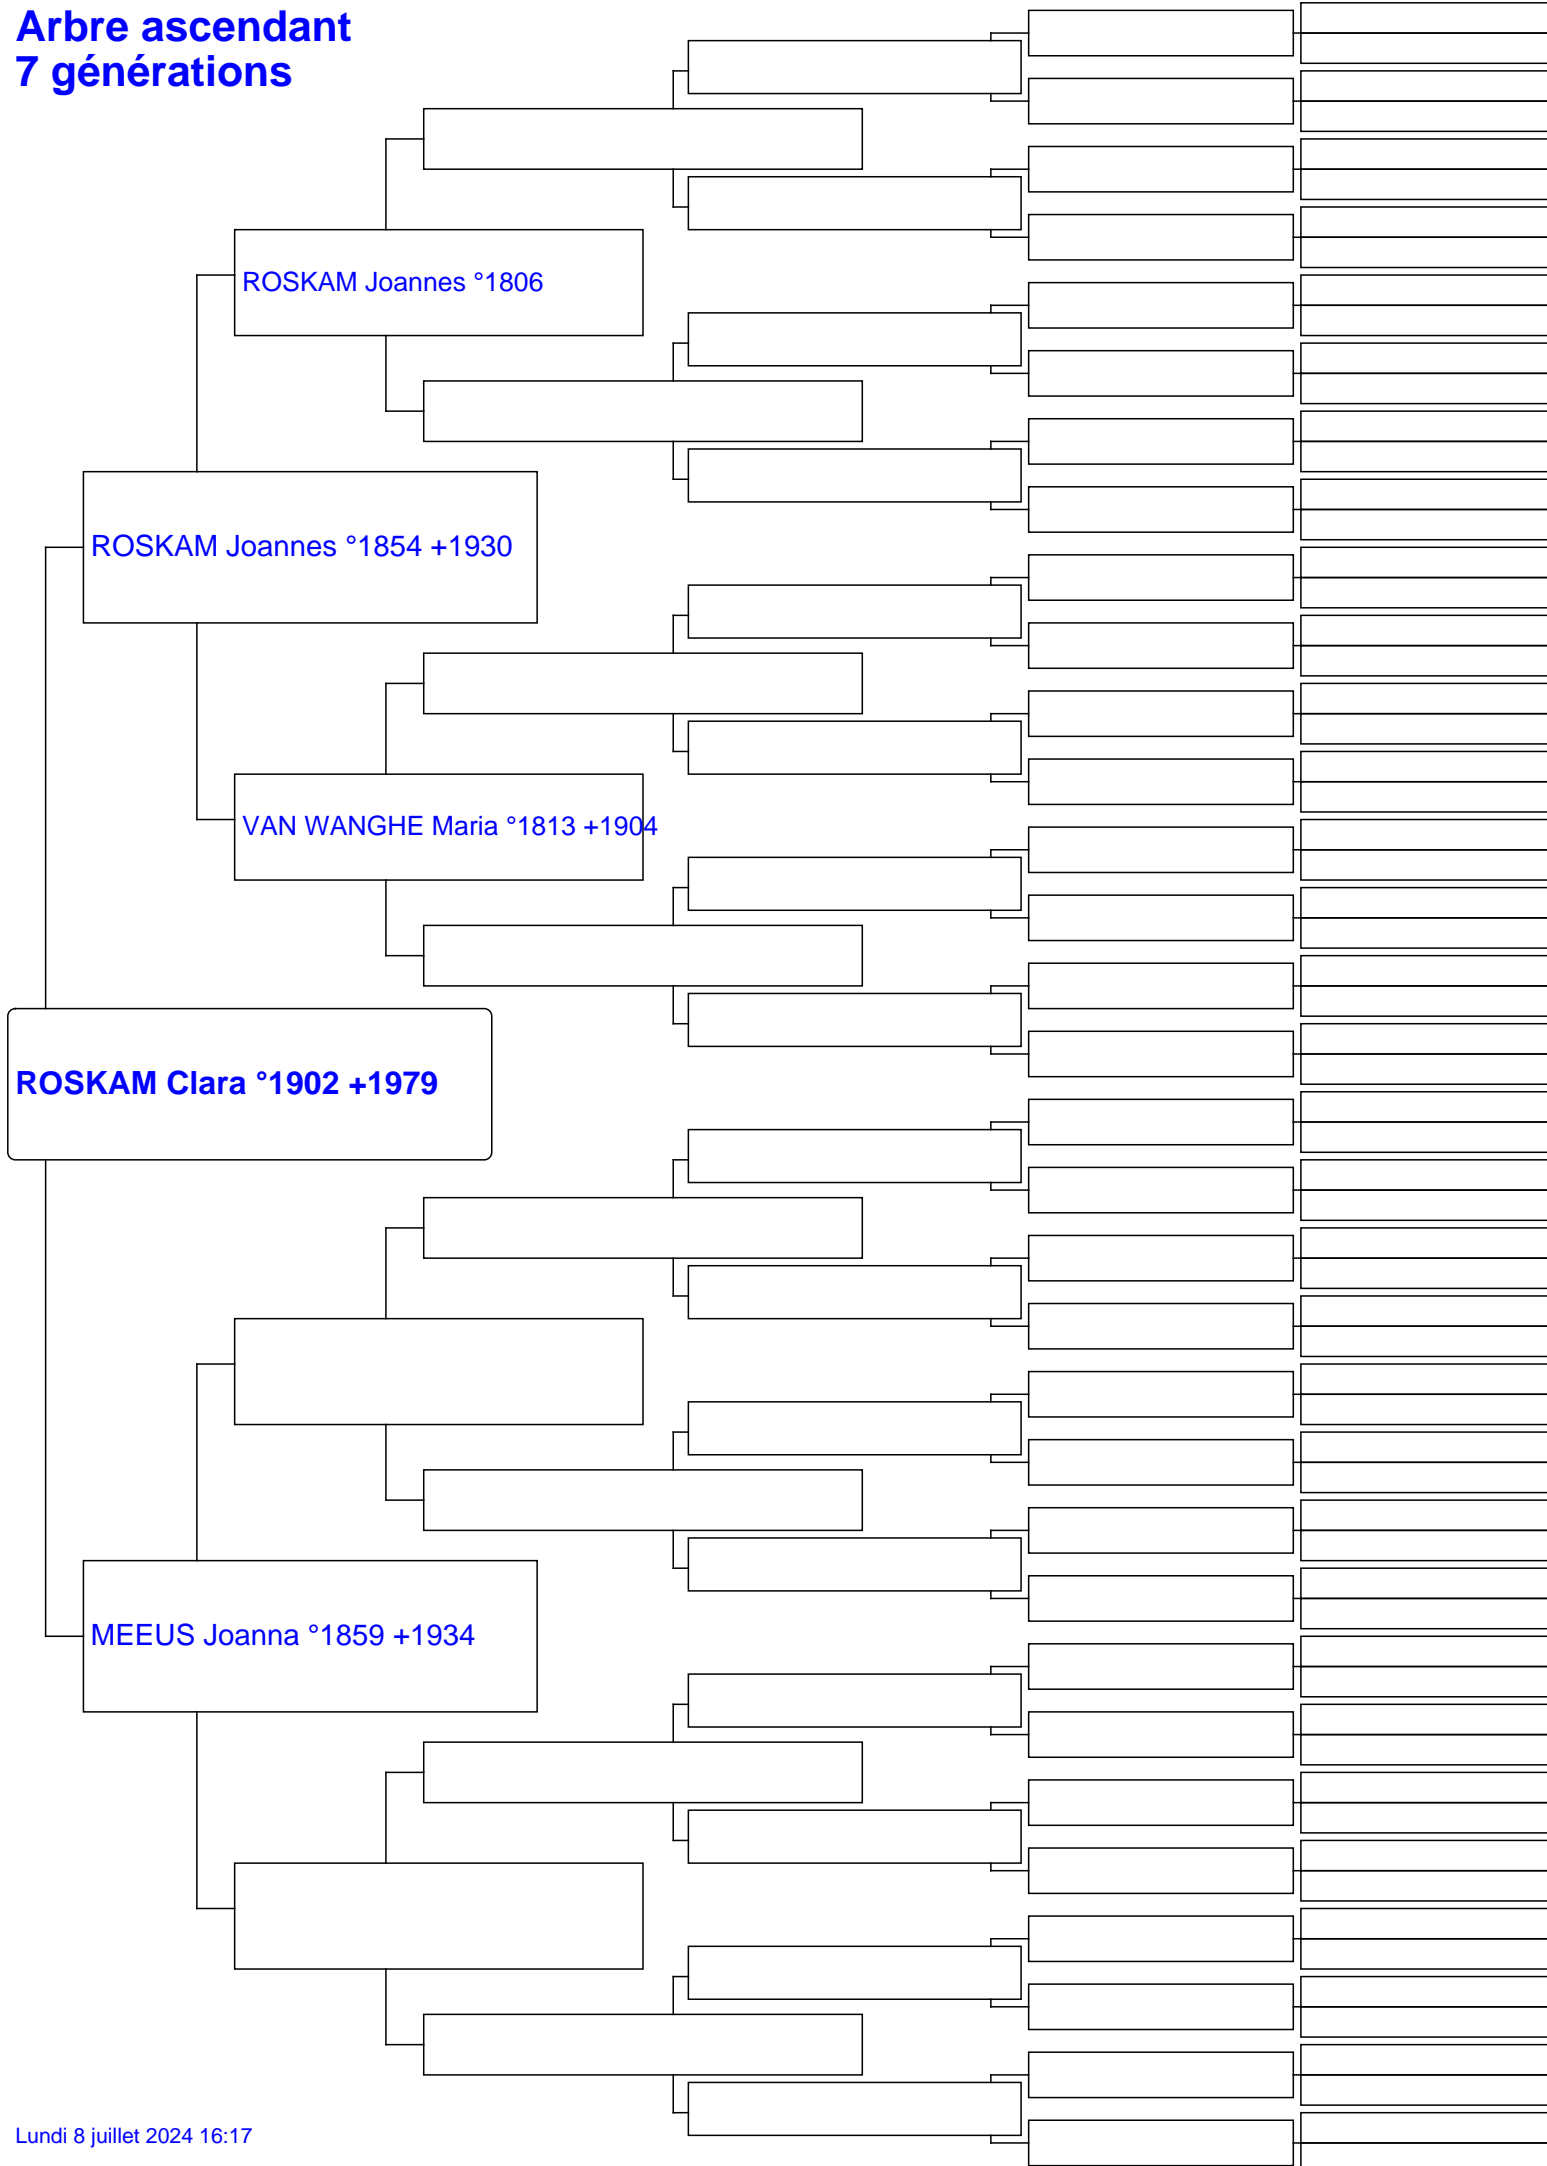 Arbre ascendant
7 générations
ROSKAM Joannes °1806
ROSKAM Joannes °1854 +1930
VAN WANGHE Maria °1813 +1904
ROSKAM Clara °1902 +1979
MEEUS Joanna °1859 +1934
Lundi 8 juillet 2024 16:17